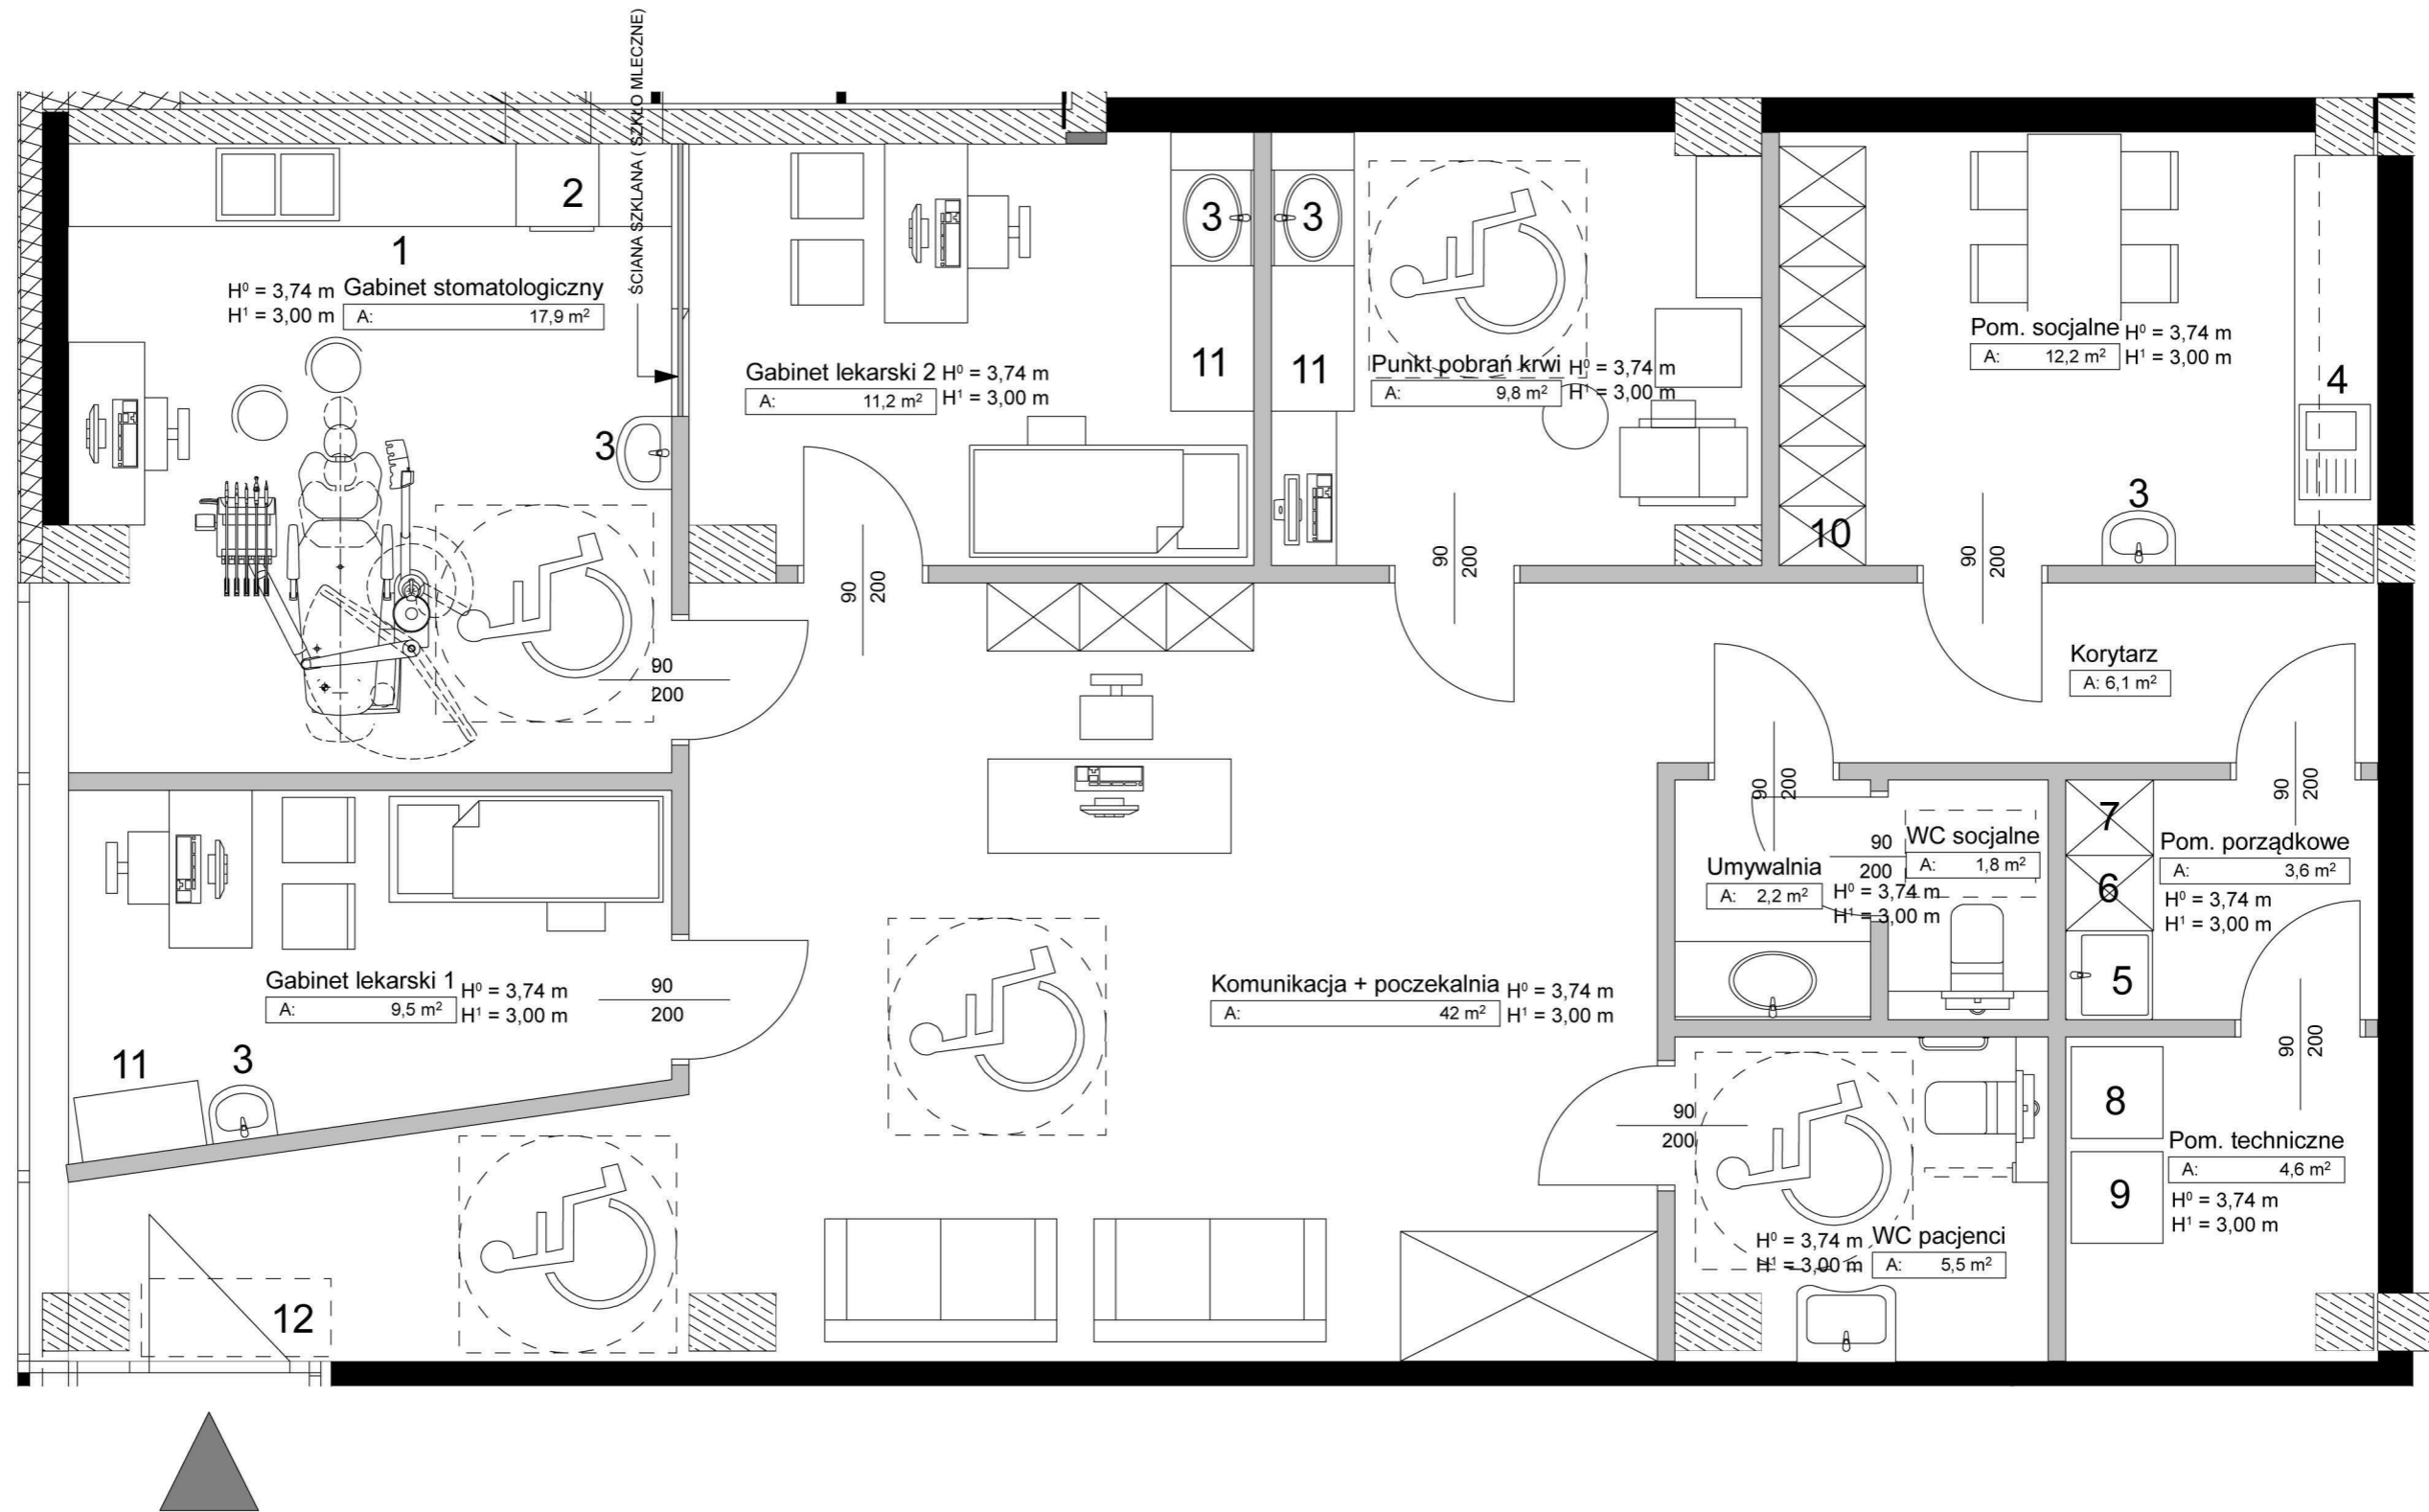 ŚCIANA SZKLANA ( SZKŁO MLECZNE)
2
1
H⁰ = 3,74 m Gabinet stomatologiczny
H¹ = 3,00 m A: 17,9 m²
3
Gabinet lekarski 2 H⁰ = 3,74 m
A: 11,2 m² H¹ = 3,00 m
3
11
3
11
Punkt pobrań krwi H⁰ = 3,74 m
A: 9,8 m² H¹ = 3,00 m
10
Pom. socjalne H⁰ = 3,74 m
A: 12,2 m² H¹ = 3,00 m
4
3
90
200
90
200
90
200
90
200
Korytarz
A: 6,1 m²
90
200
90
200
90
200
WC socjalne
A: 1,8 m²
Umywalnia
A: 2,2 m²
H⁰ = 3,74 m
H¹ = 3,00 m
7
6
5
Pom. porządkowe
A: 3,6 m²
H⁰ = 3,74 m
H¹ = 3,00 m
Gabinet lekarski 1 H⁰ = 3,74 m
A: 9,5 m² H¹ = 3,00 m
90
200
11
3
Komunikacja + poczekalnia H⁰ = 3,74 m
A: 42 m² H¹ = 3,00 m
90
200
90
200
8
9
Pom. techniczne
A: 4,6 m²
H⁰ = 3,74 m
H¹ = 3,00 m
H⁰ = 3,74 m WC pacjenci
H¹ = 3,00 m A: 5,5 m²
12